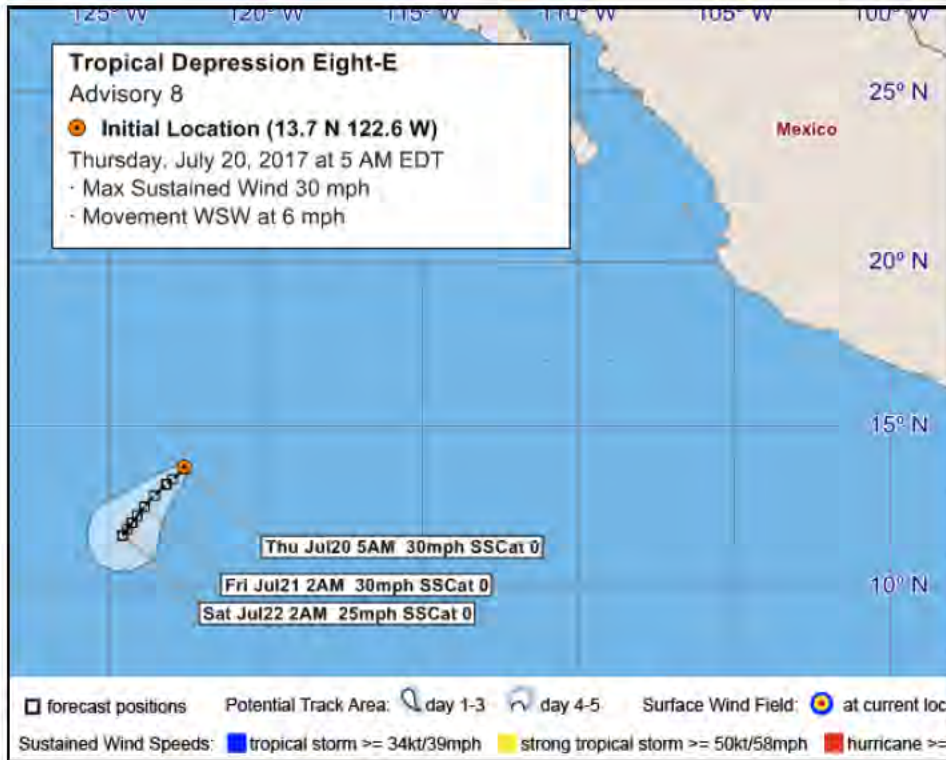 125° W 120° W 115° W 110° W 105° W 100° W
Tropical Depression Eight-E
Advisory 8
Initial Location (13.7 N 122.6 W)
Thursday, July 20, 2017 at 5 AM EDT
· Max Sustained Wind 30 mph
· Movement WSW at 6 mph
25° N
Mexico
20° N
15° N
Thu Jul20 5AM 30mph SSCat 0
Fri Jul21 2AM 30mph SSCat 0
10° N
Sat Jul22 2AM 25mph SSCat 0
forecast positions Potential Track Area: day 1-3 day 4-5 Surface Wind Field: at current loc
Sustained Wind Speeds: tropical storm >= 34kt/39mph strong tropical storm >= 50kt/58mph hurricane >=